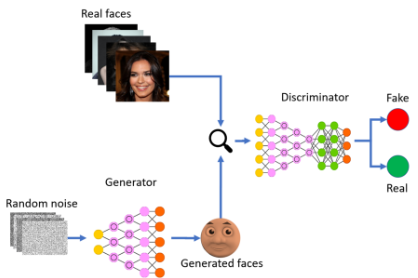 Real faces
Discriminator
Fake
Real
Generator
Random noise
Generated faces